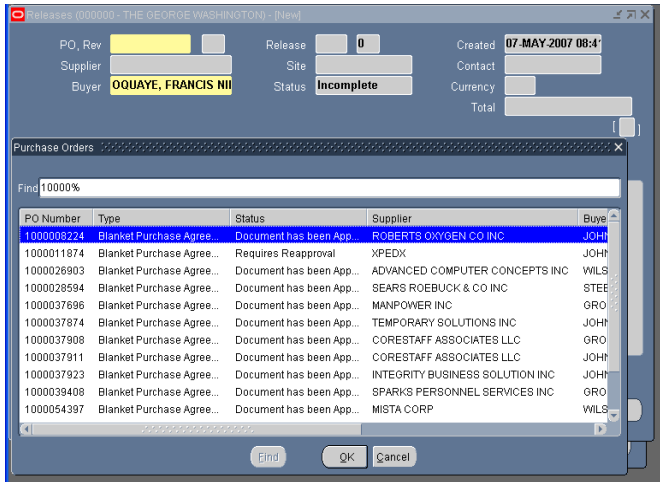 Releases (000000 - THE GEORGE WASHINGTON) - [New]
PO, Rev Release 0 Created 07-MAY-2007 08:4
Supplier Site Contact
Buyer OQUAYE, FRANCIS NII Status Incomplete Currency
Total
[ ]
Purchase Orders
Find 10000%
PO Number Type Status Supplier Buye
1000008224 Blanket Purchase Agree... Document has been App... ROBERTS OXYGEN CO INC JOHN
1000011874 Blanket Purchase Agree... Requires Reapproval XPEDX JOHN
1000026903 Blanket Purchase Agree... Document has been App... ADVANCED COMPUTER CONCEPTS INC WILS
1000028594 Blanket Purchase Agree... Document has been App... SEARS ROEBUCK & CO INC STEE
1000037696 Blanket Purchase Agree... Document has been App... MANPOWER INC GRO
1000037874 Blanket Purchase Agree... Document has been App... TEMPORARY SOLUTIONS INC JOHN
1000037908 Blanket Purchase Agree... Document has been App... CORESTAFF ASSOCIATES LLC GRO
1000037911 Blanket Purchase Agree... Document has been App... CORESTAFF ASSOCIATES LLC JOHN
1000037923 Blanket Purchase Agree... Document has been App... INTEGRITY BUSINESS SOLUTION INC JOHN
1000039408 Blanket Purchase Agree... Document has been App... SPARKS PERSONNEL SERVICES INC GRO
1000054397 Blanket Purchase Agree... Document has been App... MISTA CORP WILS
Find OK Cancel